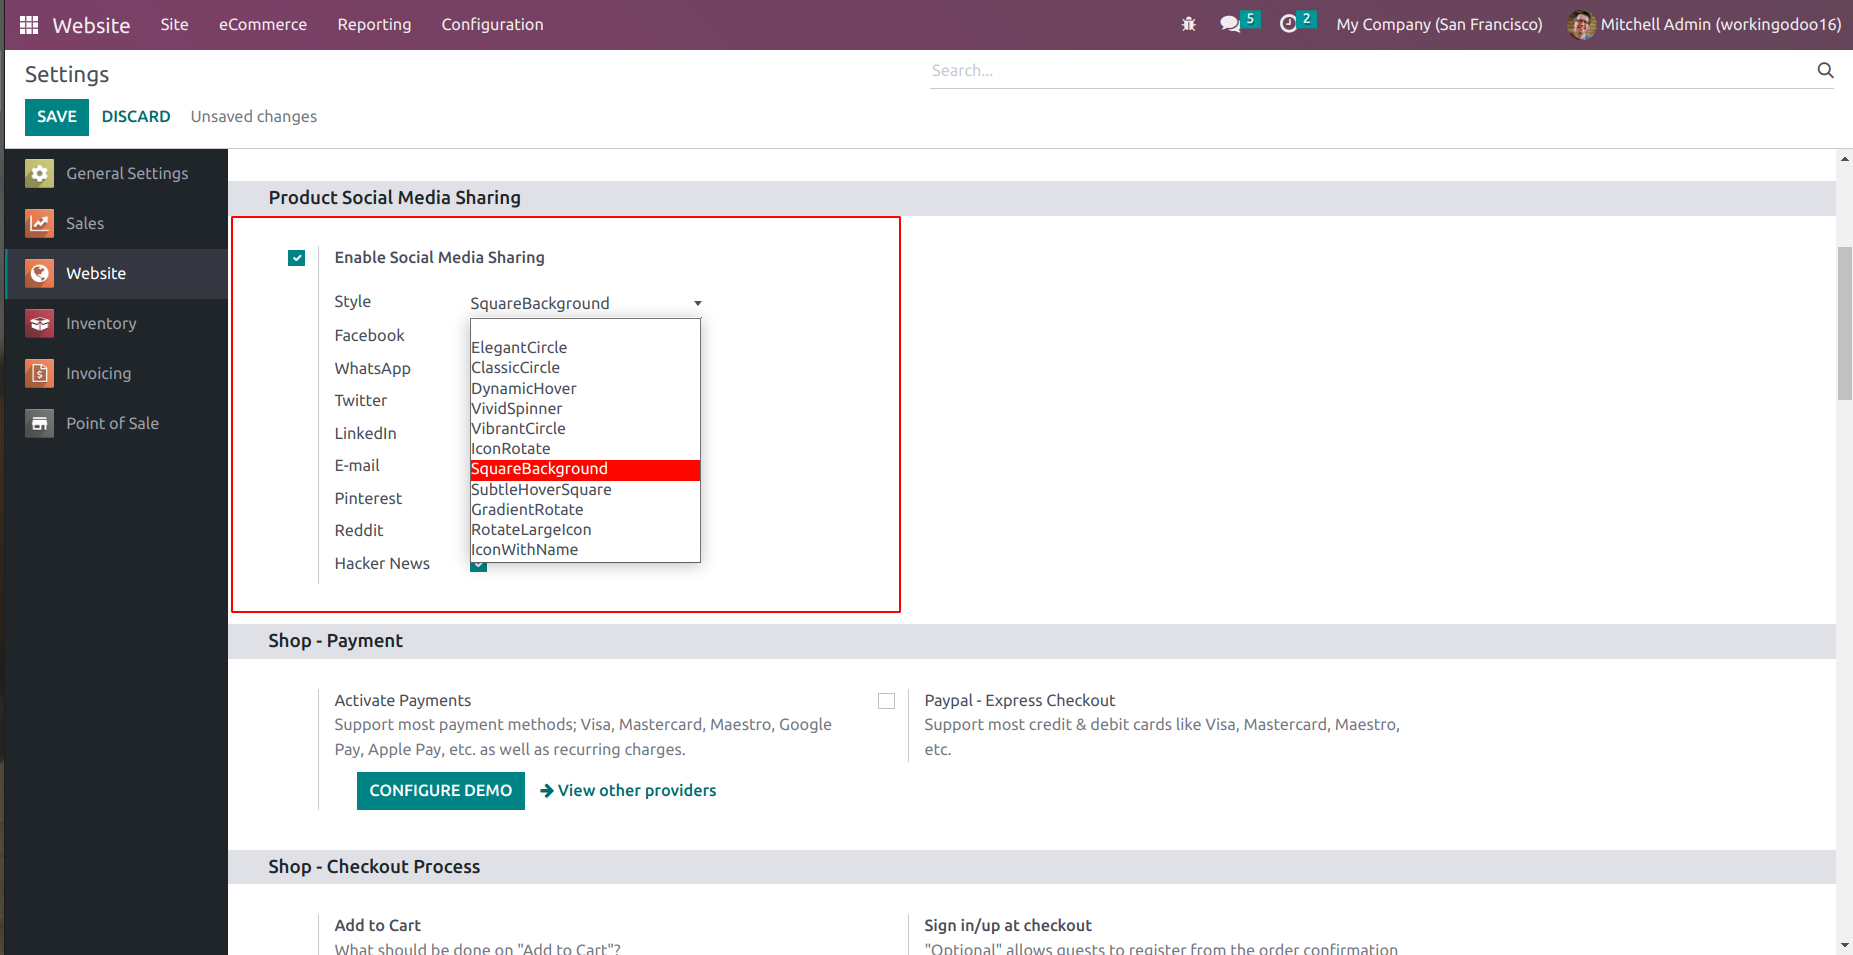 Website Site eCommerce Reporting Configuration 5 2 My Company (San Francisco) Mitchell Admin (workingodoo16)
Settings
Search...
SAVE DISCARD Unsaved changes
General Settings
Sales
Website
Inventory
Invoicing
Point of Sale
Product Social Media Sharing
Enable Social Media Sharing
Style SquareBackground
Facebook
WhatsApp
Twitter
LinkedIn
E-mail
Pinterest
Reddit
Hacker News
ElegantCircle
ClassicCircle
DynamicHover
VividSpinner
VibrantCircle
IconRotate
SquareBackground
SubtleHoverSquare
GradientRotate
RotateLargeIcon
IconWithName
Shop - Payment
Activate Payments
Support most payment methods; Visa, Mastercard, Maestro, Google
Pay, Apple Pay, etc. as well as recurring charges.
CONFIGURE DEMO View other providers
Paypal - Express Checkout
Support most credit & debit cards like Visa, Mastercard, Maestro,
etc.
Shop - Checkout Process
Add to Cart
What should be done on "Add to Cart"?
Sign in/up at checkout
"Optional" allows guests to register from the order confirmation